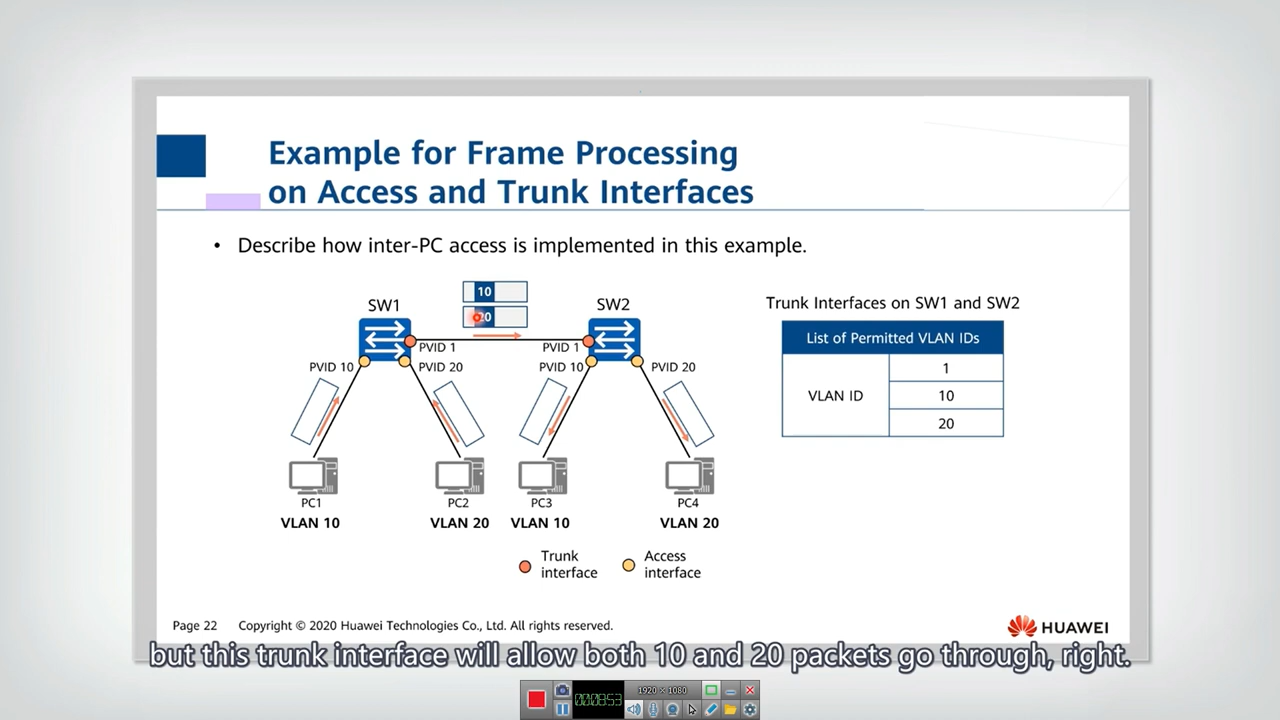 Example for Frame Processing
on Access and Trunk Interfaces
• Describe how inter-PC access is implemented in this example.
10
20
SW1
SW2
PVID 1
PVID 1
PVID 10
PVID 20
PVID 10
PVID 20
PC1
PC2
PC3
PC4
VLAN 10
VLAN 20
VLAN 10
VLAN 20
Trunk
interface
Access
interface
Trunk Interfaces on SW1 and SW2
List of Permitted VLAN IDs
VLAN ID
1
10
20
Page 22 Copyright © 2020 Huawei Technologies Co., Ltd. All rights reserved.
HUAWEI
but this trunk interface will allow both 10 and 20 packets go through, right.
1920 × 1080
00:08:53